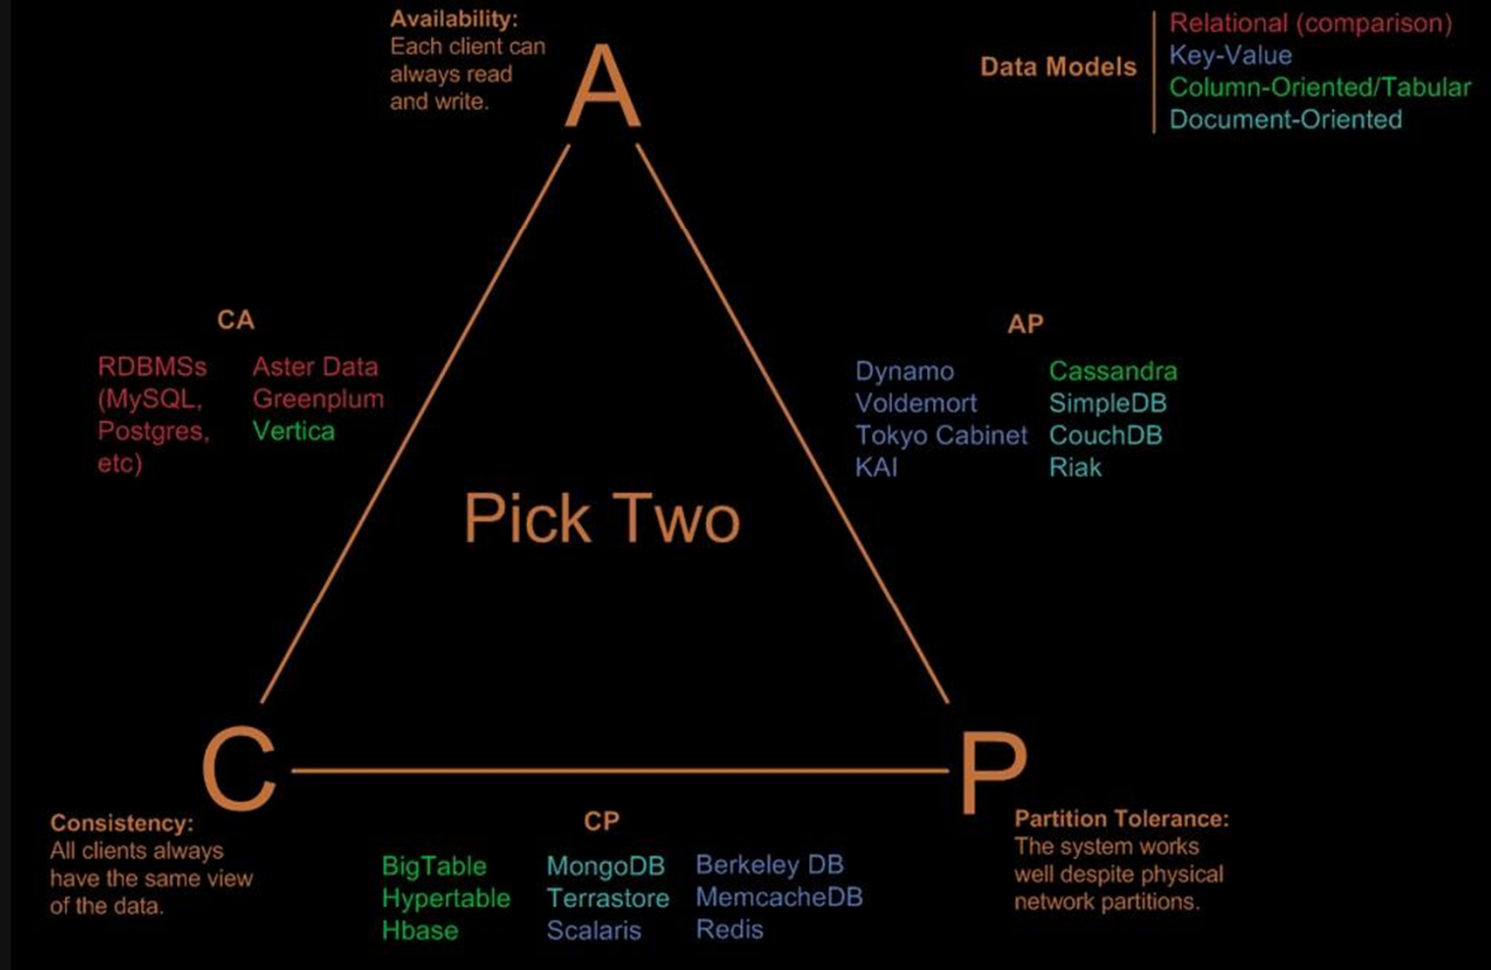 Availability:
Each client can
always read
and write.
A
Data Models
Relational (comparison)
Key-Value
Column-Oriented/Tabular
Document-Oriented
CA
RDBMSs
(MySQL,
Postgres,
etc)
Aster Data
Greenplum
Vertica
AP
Dynamo
Voldemort
Tokyo Cabinet
KAI
Cassandra
SimpleDB
CouchDB
Riak
Pick Two
C
Consistency:
All clients always
have the same view
of the data.
CP
BigTable
Hypertable
Hbase
MongoDB
Terrastore
Scalaris
Berkeley DB
MemcacheDB
Redis
P
Partition Tolerance:
The system works
well despite physical
network partitions.